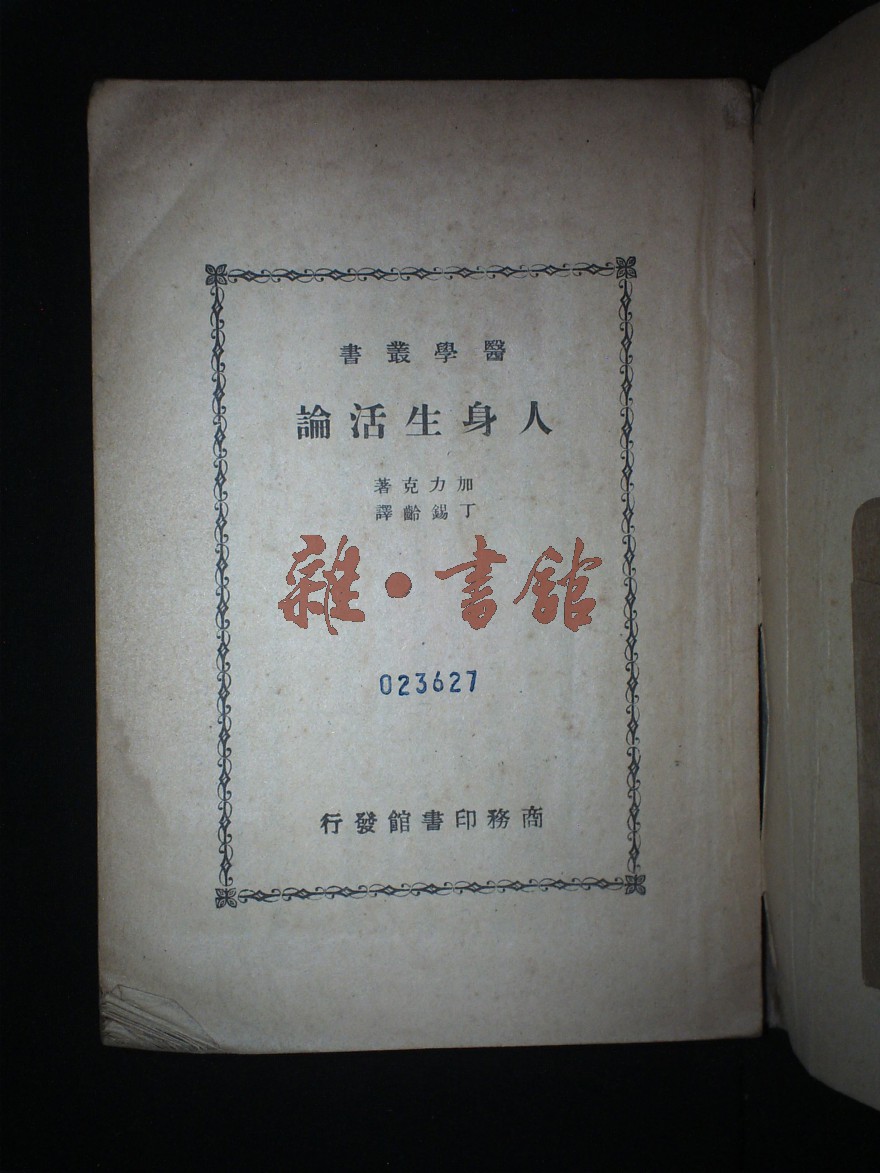 醫學叢書
人身生活論
加力克著
丁錫齡譯
雜·書館
023627
商務印書館發行